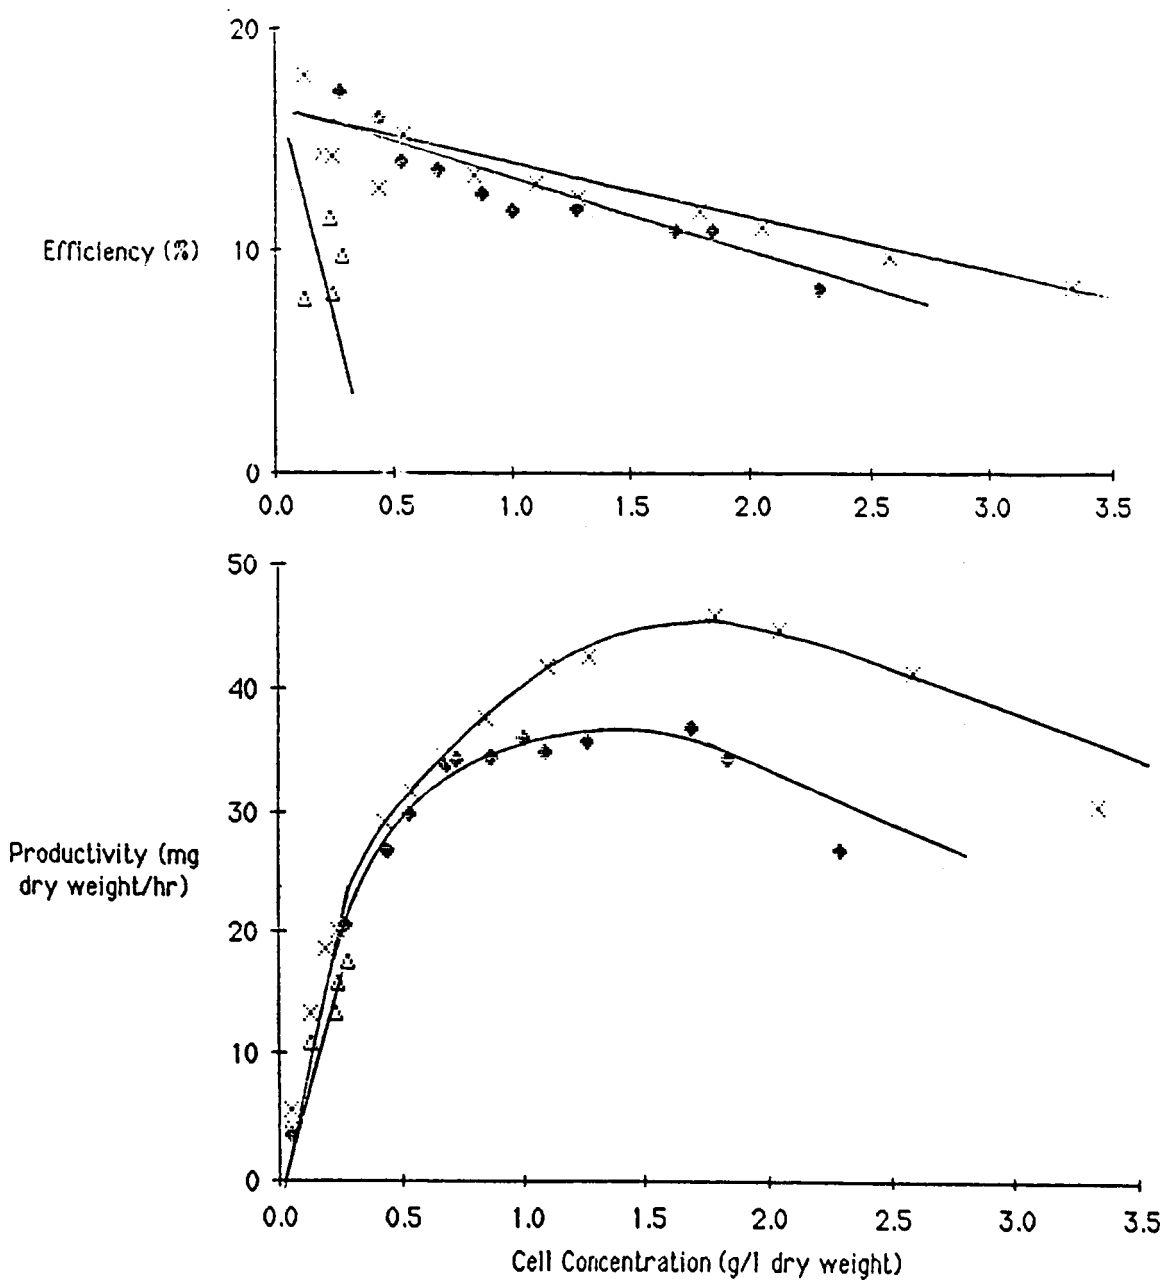 20
Efficiency (%)
10
0
0.0 0.5 1.0 1.5 2.0 2.5 3.0 3.5
50
40
30
Productivity (mg
dry weight/hr)
20
10
0
0.0 0.5 1.0 1.5 2.0 2.5 3.0 3.5
Cell Concentration (g/l dry weight)